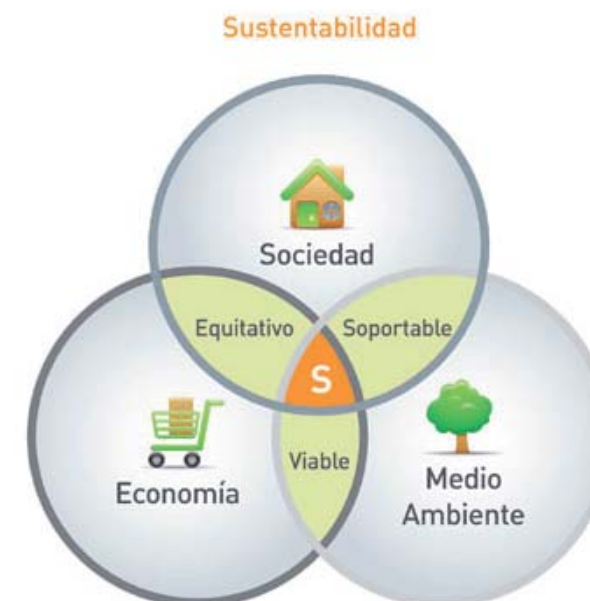 Sustentabilidad
Sociedad
Equitativo
Soportable
S
Viable
Economía
Medio
Ambiente